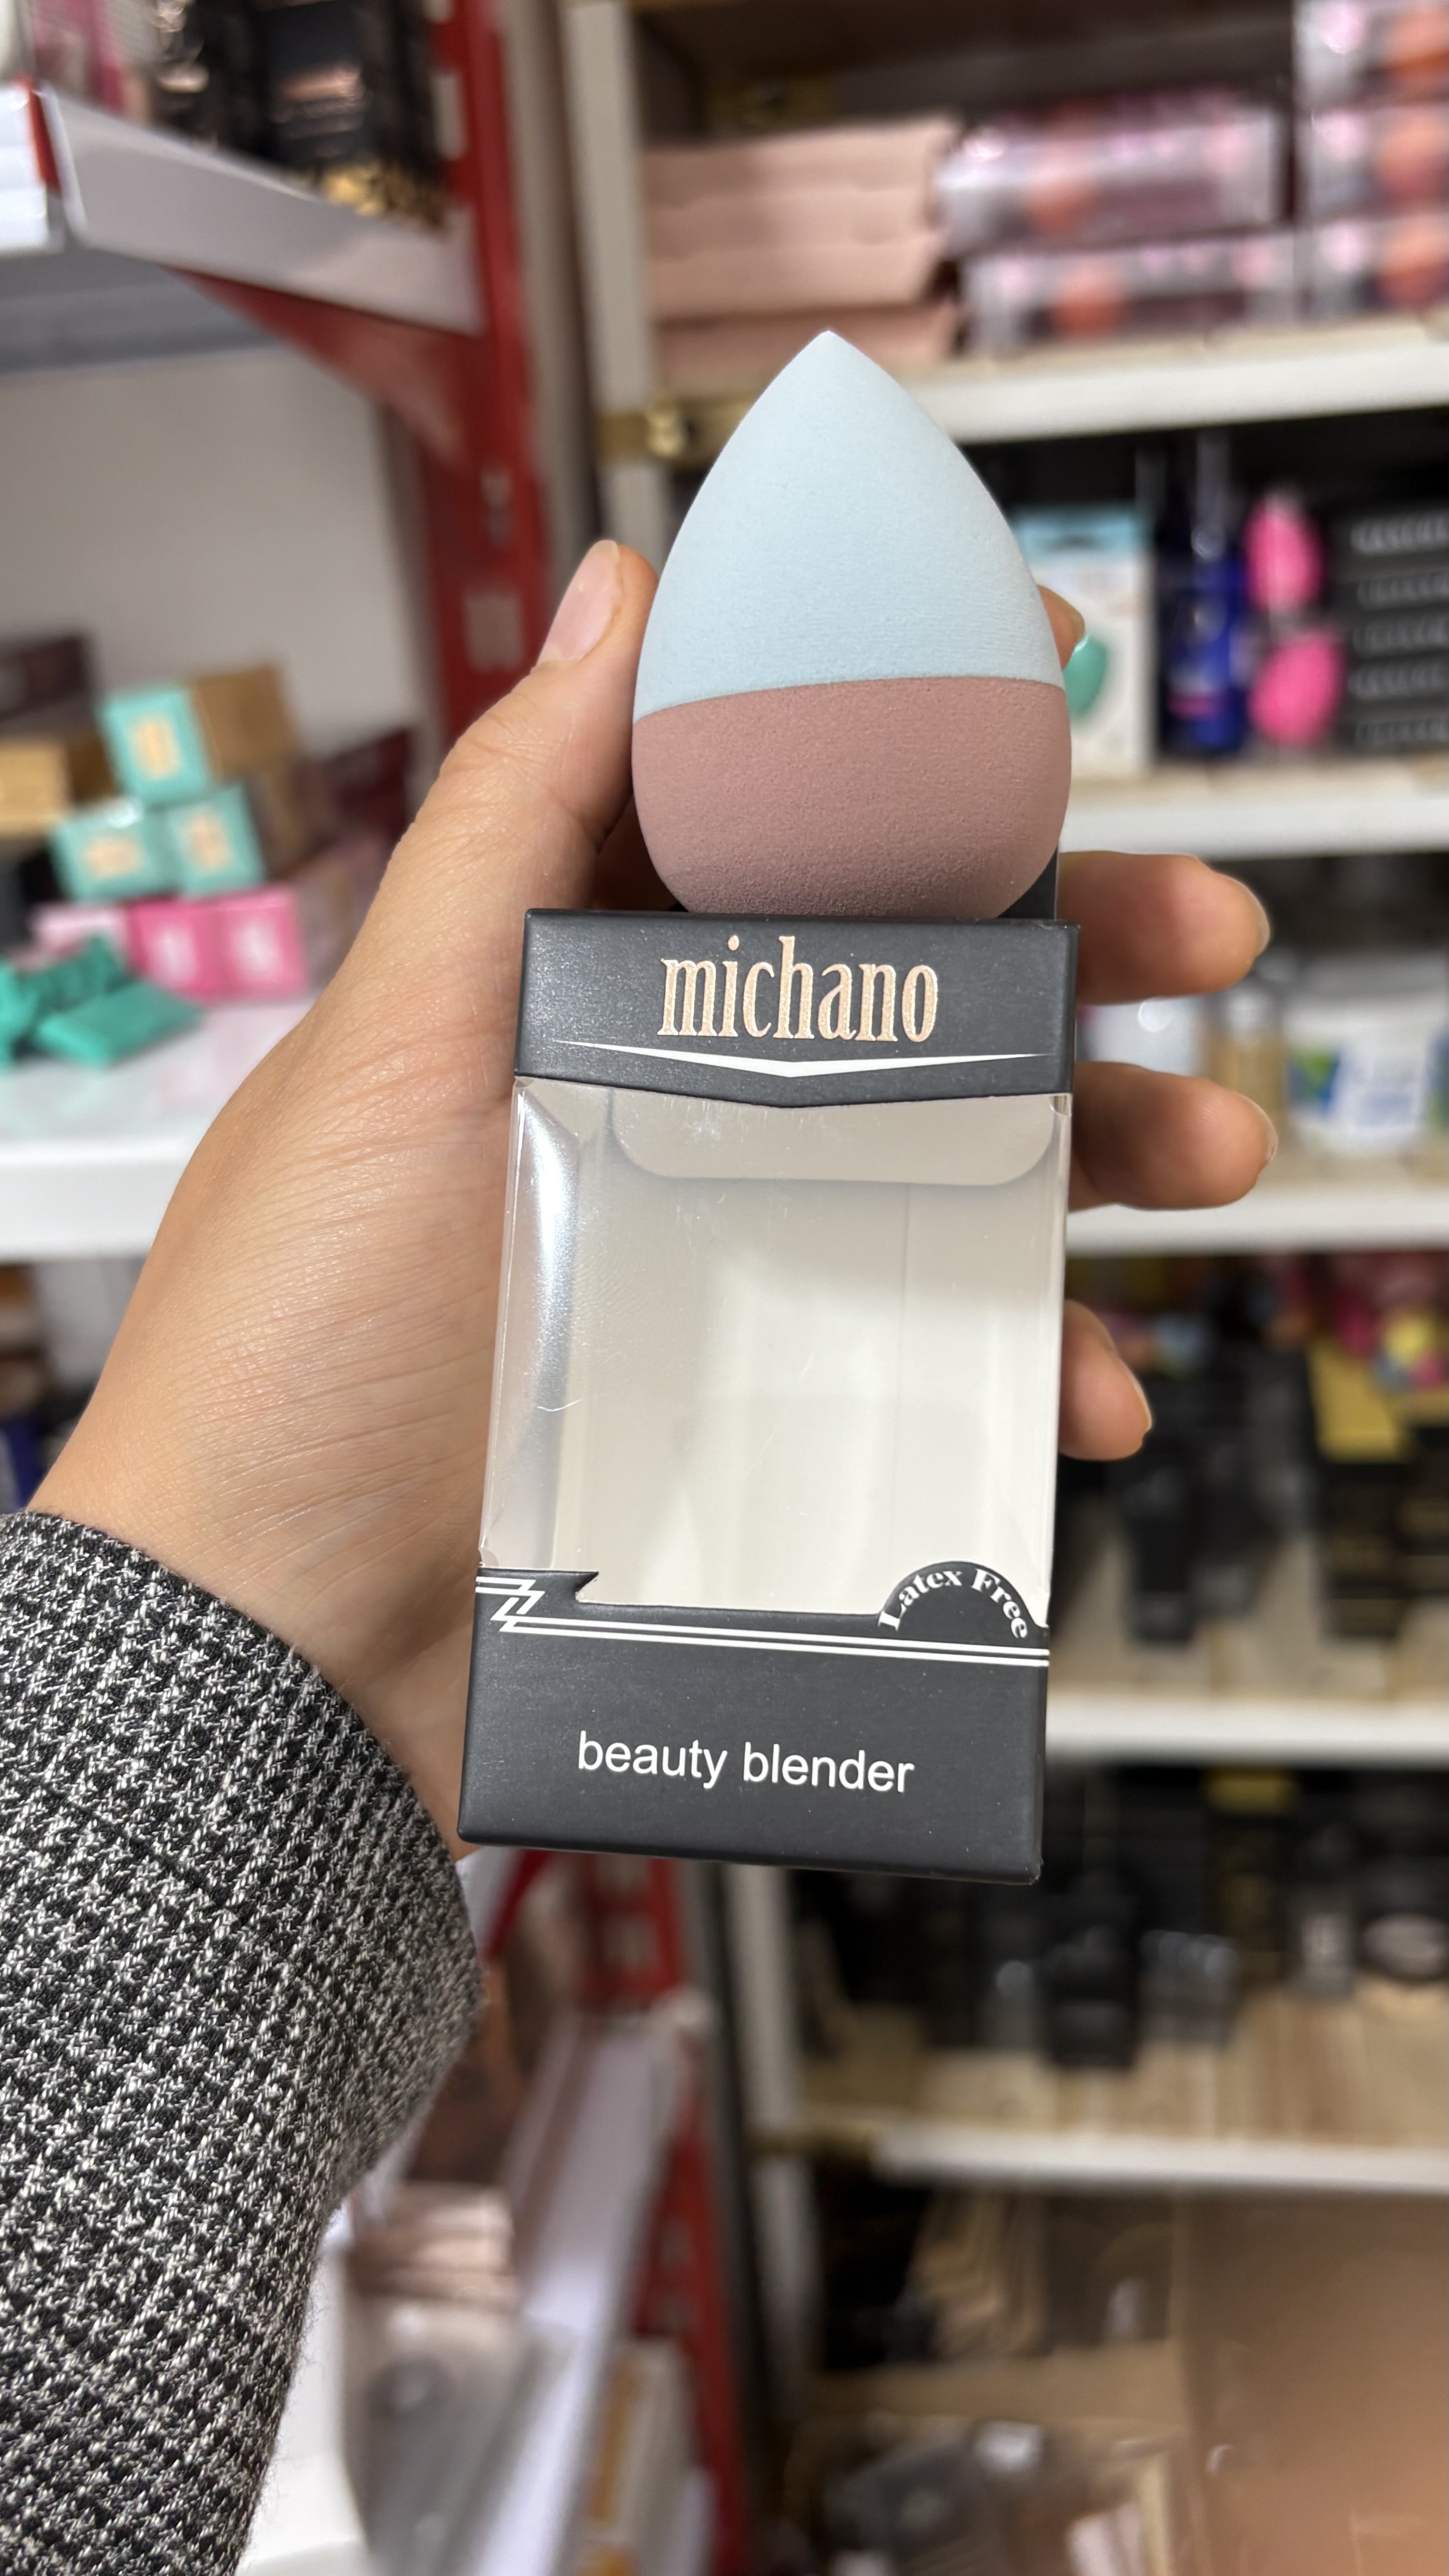 michano
Latex Free
beauty blender